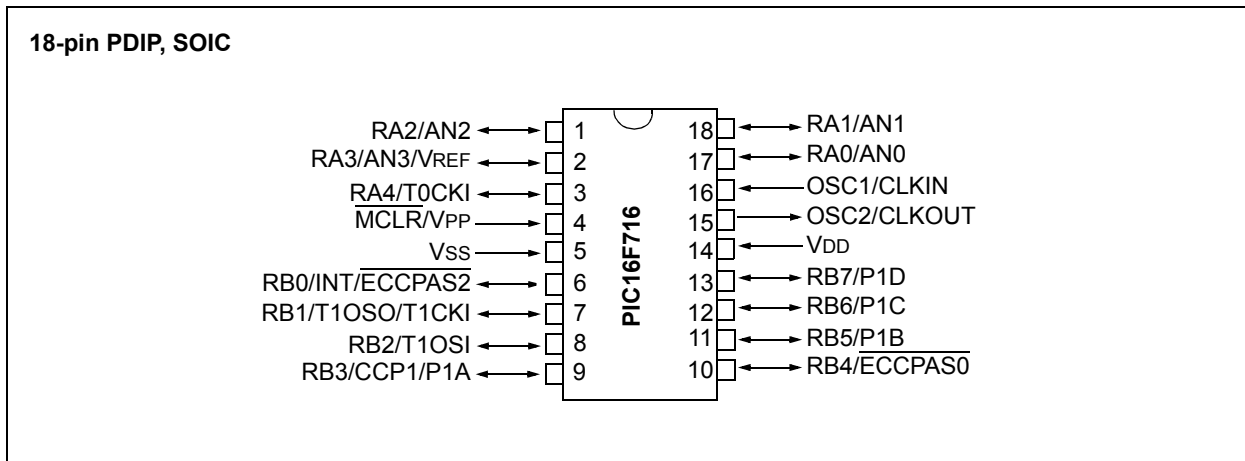 18-pin PDIP, SOIC
RA2/AN2 1
RA3/AN3/VREF 2
RA4/T0CKI 3
MCLR/VPP 4
VSS 5
RB0/INT/ECCPAS2 6
RB1/T1OSO/T1CKI 7
RB2/T1OSI 8
RB3/CCP1/P1A 9
PIC16F716
18 RA1/AN1
17 RA0/AN0
16 OSC1/CLKIN
15 OSC2/CLKOUT
14 VDD
13 RB7/P1D
12 RB6/P1C
11 RB5/P1B
10 RB4/ECCPAS0